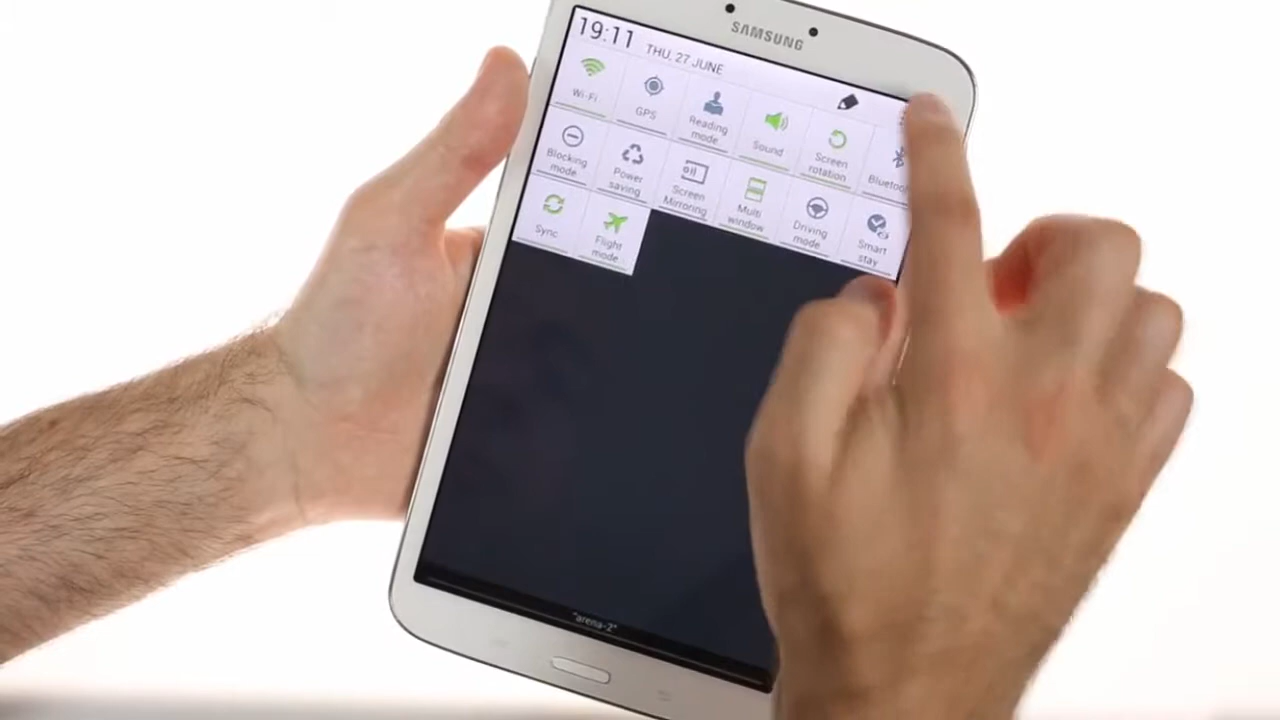 SAMSUNG
19:11 THU, 27 JUNE
Wi-Fi
GPS
Reading
mode
Sound
Screen
rotation
Bluetoo
Blocking
mode
Power
saving
Screen
Mirroring
Multi
window
Driving
mode
Smart
stay
Sync
Flight
mode
"arena-2"